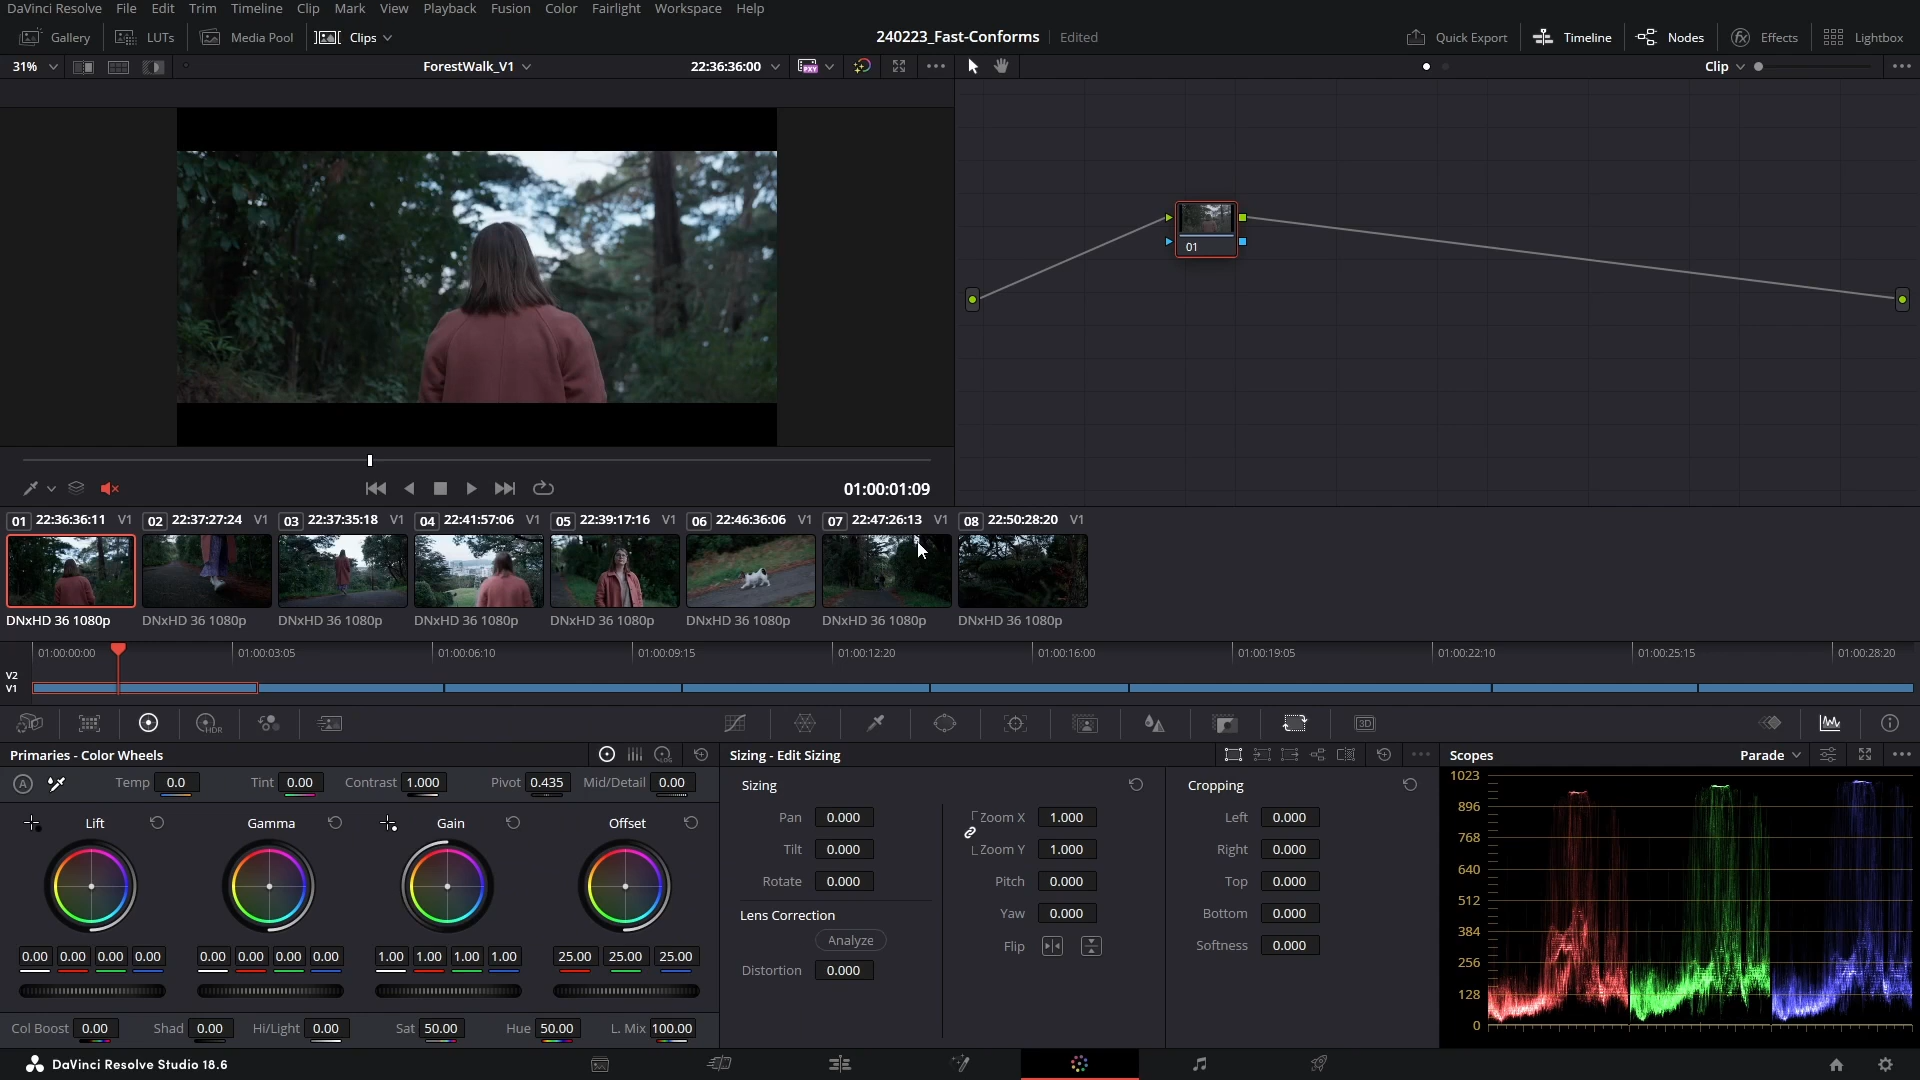 DaVinci Resolve File Edit Trim Timeline Clip Mark View Playback Fusion Color Fairlight Workspace Help
Gallery LUTs Media Pool Clips 240223_Fast-Conforms Edited Quick Export Timeline Nodes Effects Lightbox
31% ForestWalk_V1 22:36:36:00 PXY Clip
01
01:00:01:09
01 22:36:36:11 V1 02 22:37:27:24 V1 03 22:37:35:18 V1 04 22:41:57:06 V1 05 22:39:17:16 V1 06 22:46:36:06 V1 07 22:47:26:13 V1 08 22:50:28:20 V1
DNxHD 36 1080p DNxHD 36 1080p DNxHD 36 1080p DNxHD 36 1080p DNxHD 36 1080p DNxHD 36 1080p DNxHD 36 1080p DNxHD 36 1080p
01:00:00:00 01:00:03:05 01:00:06:10 01:00:09:15 01:00:12:20 01:00:16:00 01:00:19:05 01:00:22:10 01:00:25:15 01:00:28:20
V2
V1
HDR 3D
Primaries - Color Wheels LOG Sizing - Edit Sizing Scopes Parade
A Temp 0.0 Tint 0.00 Contrast 1.000 Pivot 0.435 Mid/Detail 0.00
Lift Gamma Gain Offset
0.00 0.00 0.00 0.00 0.00 0.00 0.00 0.00 1.00 1.00 1.00 1.00 25.00 25.00 25.00
Col Boost 0.00 Shad 0.00 Hi/Light 0.00 Sat 50.00 Hue 50.00 L. Mix 100.00
Sizing
Pan 0.000 Zoom X 1.000
Tilt 0.000 Zoom Y 1.000
Rotate 0.000 Pitch 0.000
Lens Correction Yaw 0.000
Analyze Flip
Distortion 0.000
Cropping
Left 0.000
Right 0.000
Top 0.000
Bottom 0.000
Softness 0.000
1023
896
768
640
512
384
256
128
0
DaVinci Resolve Studio 18.6